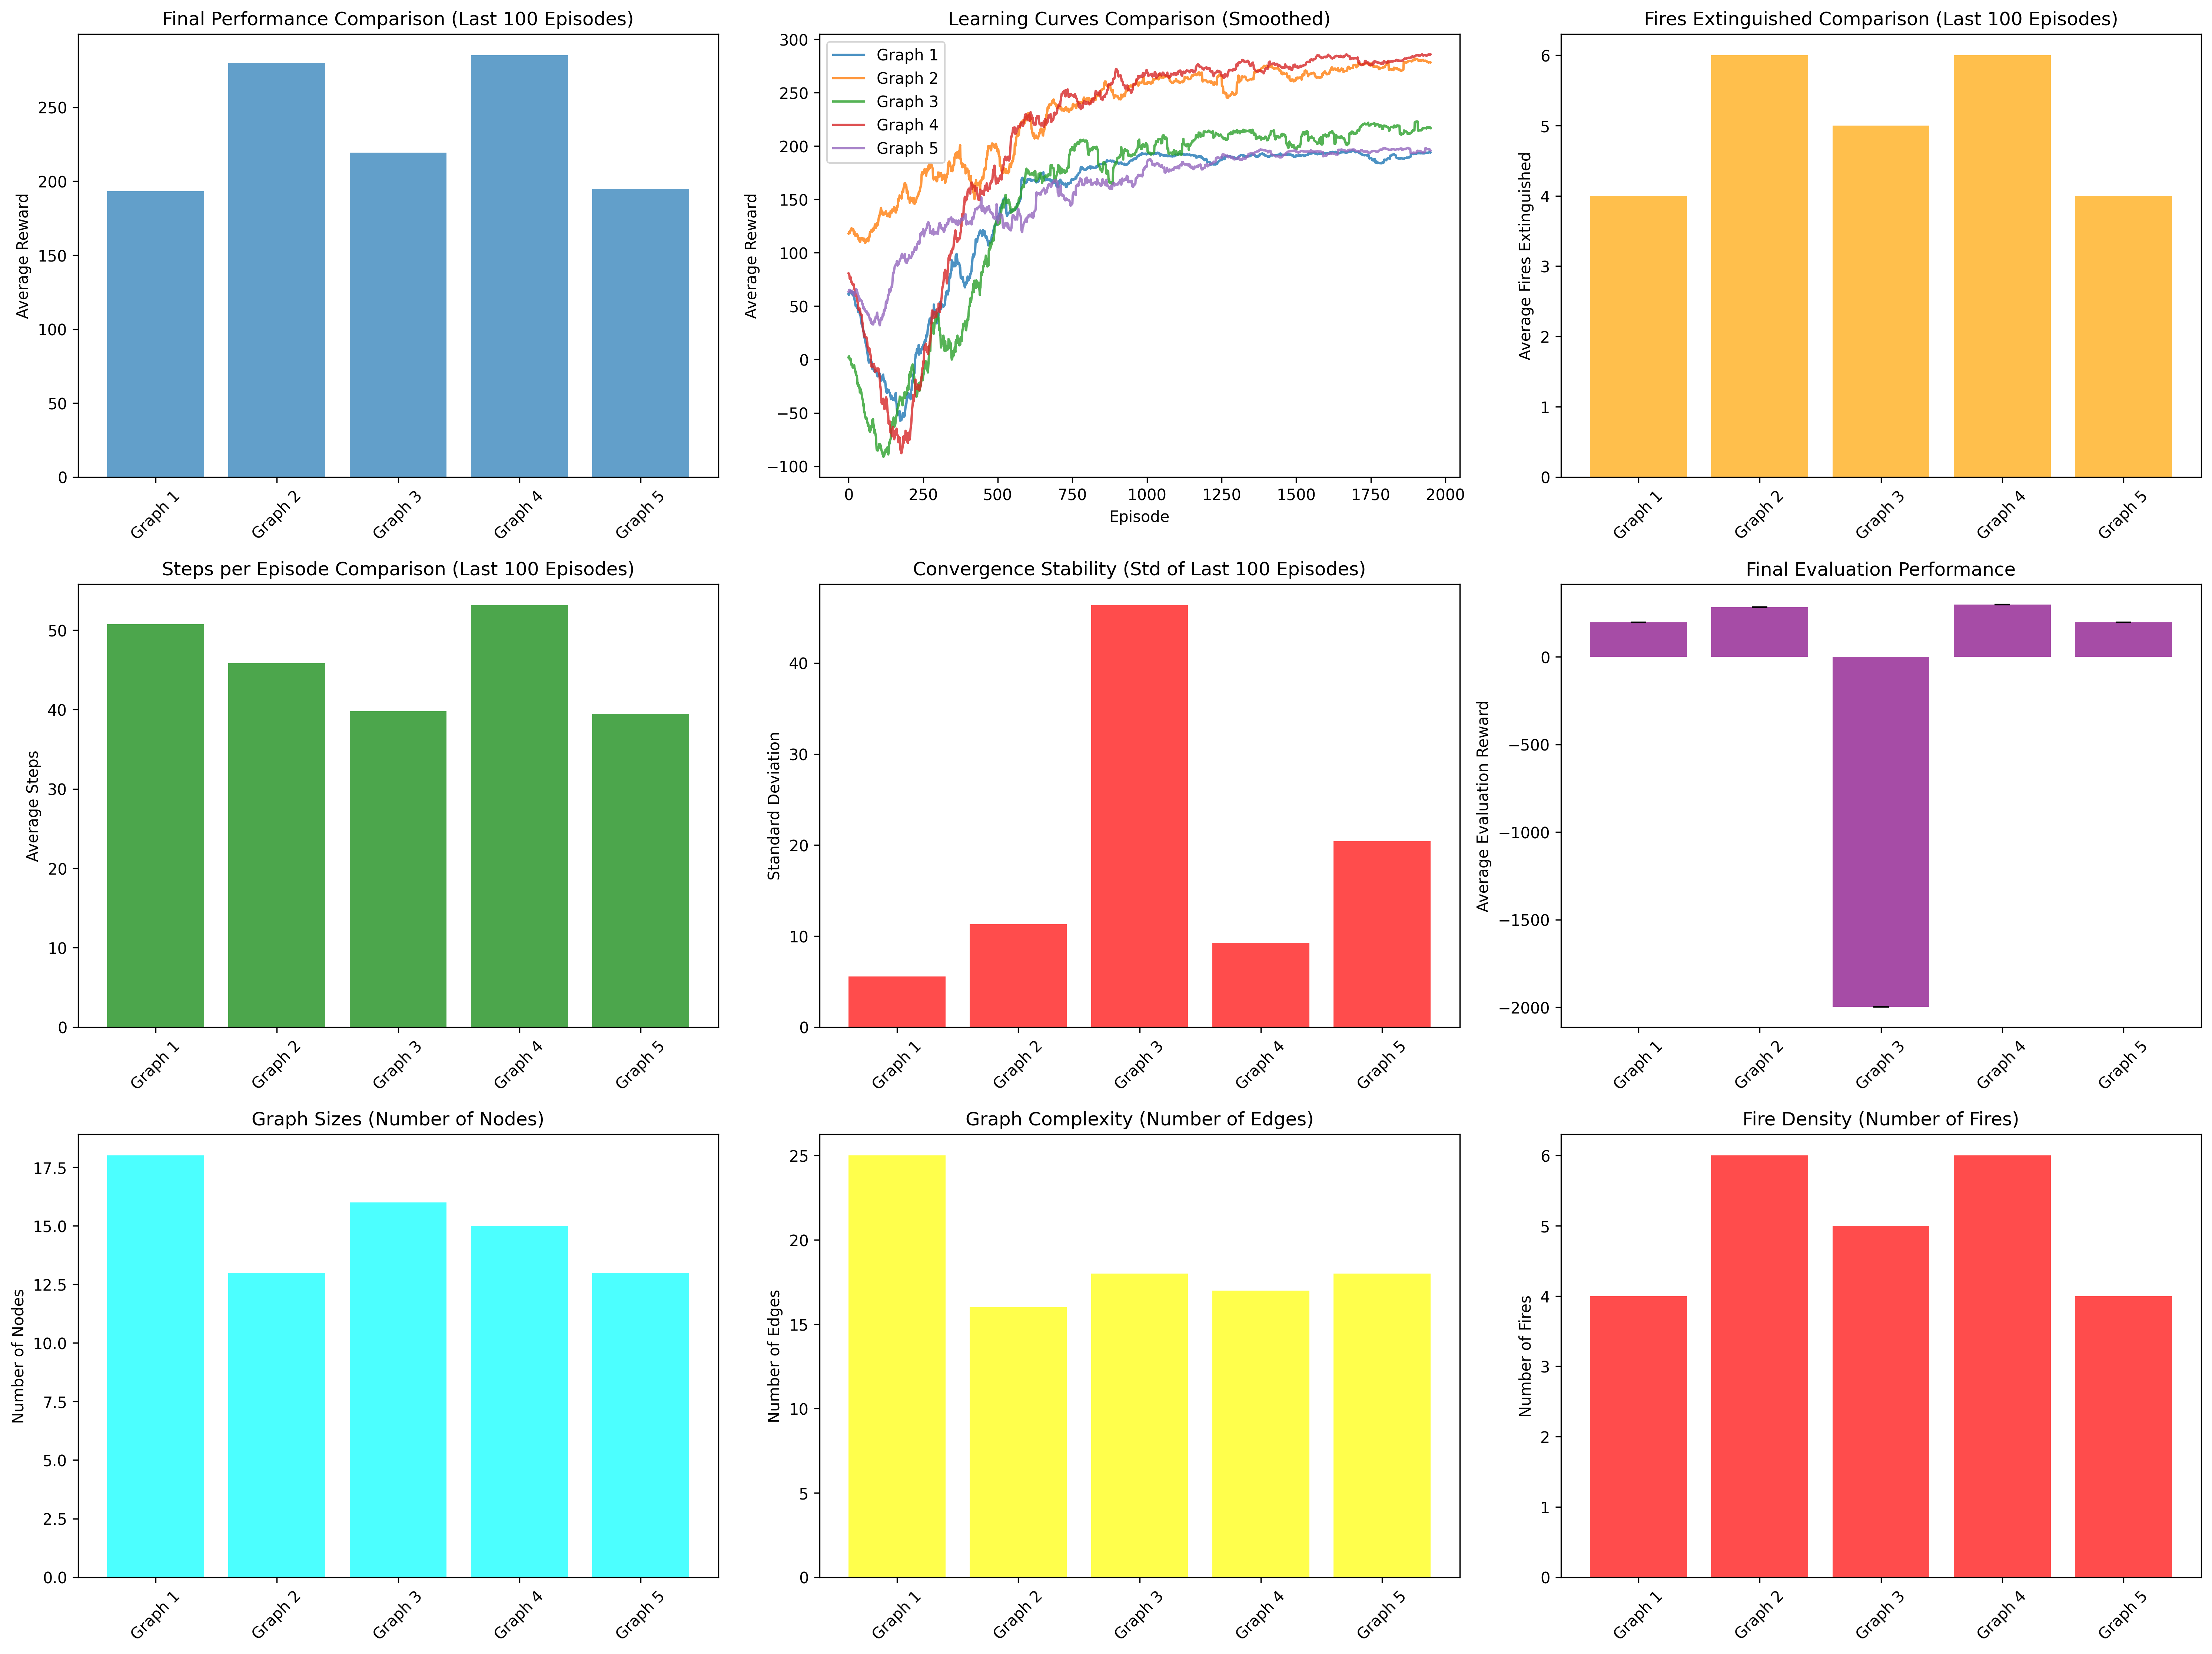 Final Performance Comparison (Last 100 Episodes)
Average Reward
250
200
150
100
50
0
Graph 1
Graph 2
Graph 3
Graph 4
Graph 5
Learning Curves Comparison (Smoothed)
Average Reward
300
250
200
150
100
50
0
−50
−100
Graph 1
Graph 2
Graph 3
Graph 4
Graph 5
0 250 500 750 1000 1250 1500 1750 2000
Episode
Fires Extinguished Comparison (Last 100 Episodes)
Average Fires Extinguished
6
5
4
3
2
1
0
Graph 1
Graph 2
Graph 3
Graph 4
Graph 5
Steps per Episode Comparison (Last 100 Episodes)
Average Steps
50
40
30
20
10
0
Graph 1
Graph 2
Graph 3
Graph 4
Graph 5
Convergence Stability (Std of Last 100 Episodes)
Standard Deviation
40
30
20
10
0
Graph 1
Graph 2
Graph 3
Graph 4
Graph 5
Final Evaluation Performance
Average Evaluation Reward
0
−500
−1000
−1500
−2000
Graph 1
Graph 2
Graph 3
Graph 4
Graph 5
Graph Sizes (Number of Nodes)
Number of Nodes
17.5
15.0
12.5
10.0
7.5
5.0
2.5
0.0
Graph 1
Graph 2
Graph 3
Graph 4
Graph 5
Graph Complexity (Number of Edges)
Number of Edges
25
20
15
10
5
0
Graph 1
Graph 2
Graph 3
Graph 4
Graph 5
Fire Density (Number of Fires)
Number of Fires
6
5
4
3
2
1
0
Graph 1
Graph 2
Graph 3
Graph 4
Graph 5